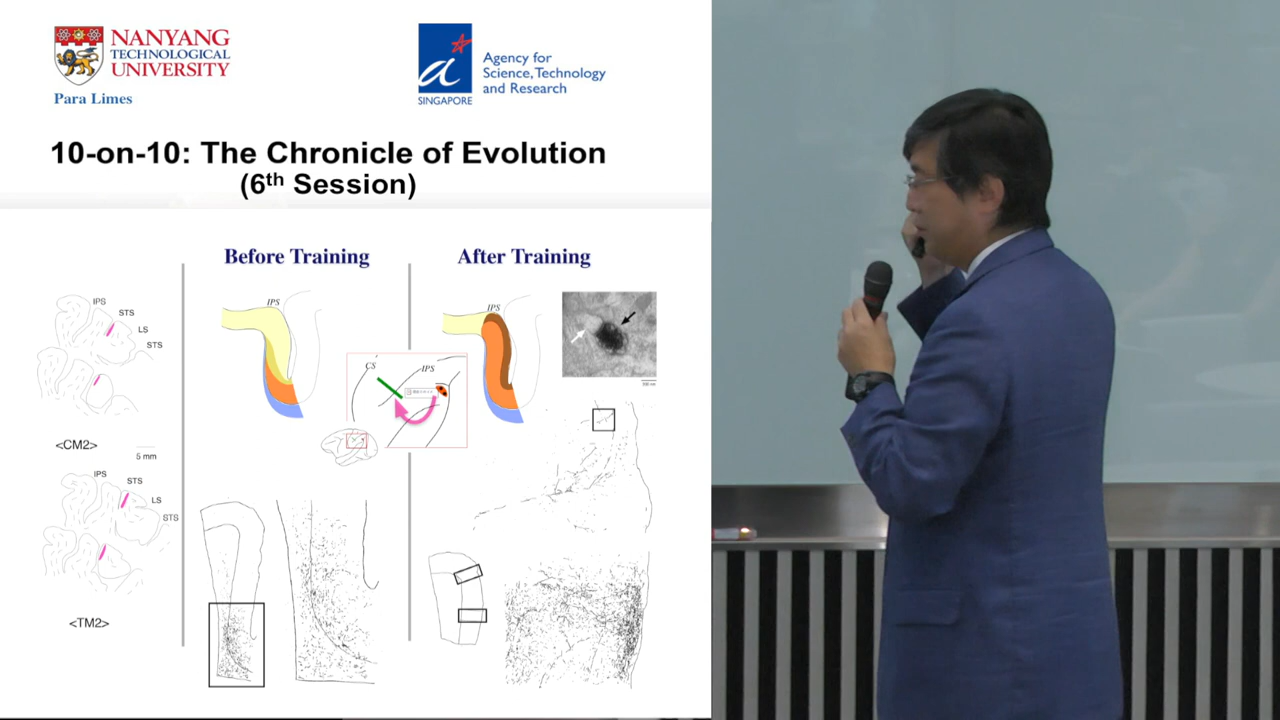 NANYANG
TECHNOLOGICAL
UNIVERSITY
Para Limes
Agency for
Science, Technology
and Research
SINGAPORE
10-on-10: The Chronicle of Evolution
(6th Session)
Before Training
After Training
IPS
STS
LS
STS
<CM2>
5 mm
IPS
STS
LS
STS
<TM2>
IPS
CS
IPS
IPS